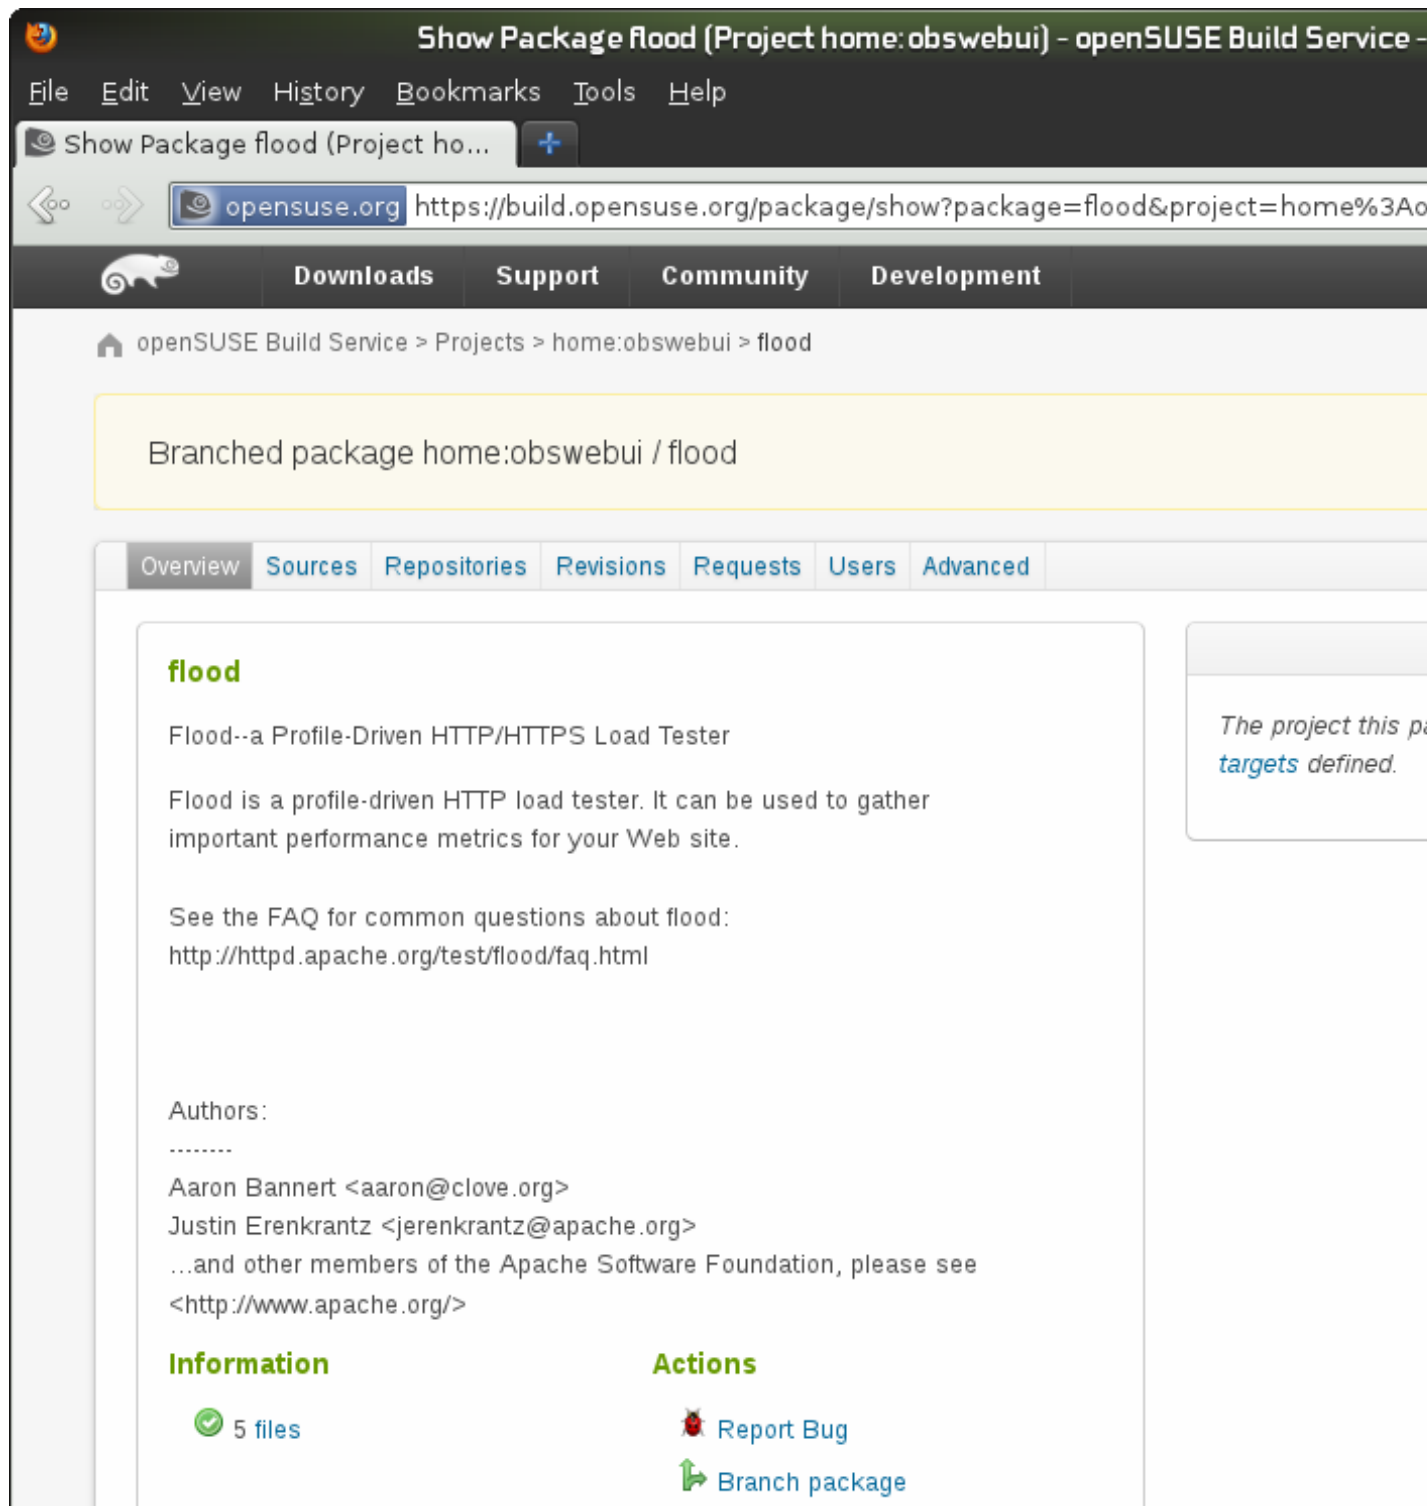 Show Package flood (Project home:obswebui) - openSUSE Build Service -
File Edit View History Bookmarks Tools Help
Show Package flood (Project ho...
opensuse.org https://build.opensuse.org/package/show?package=flood&project=home%3Ao
Downloads Support Community Development
openSUSE Build Service > Projects > home:obswebui > flood
Branched package home:obswebui / flood
Overview Sources Repositories Revisions Requests Users Advanced
flood
Flood--a Profile-Driven HTTP/HTTPS Load Tester
Flood is a profile-driven HTTP load tester. It can be used to gather
important performance metrics for your Web site.
See the FAQ for common questions about flood:
http://httpd.apache.org/test/flood/faq.html
Authors:
--------
Aaron Bannert <aaron@clove.org>
Justin Erenkrantz <jerenkrantz@apache.org>
...and other members of the Apache Software Foundation, please see
<http://www.apache.org/>
Information
5 files
Actions
Report Bug
Branch package
The project this pa
targets defined.